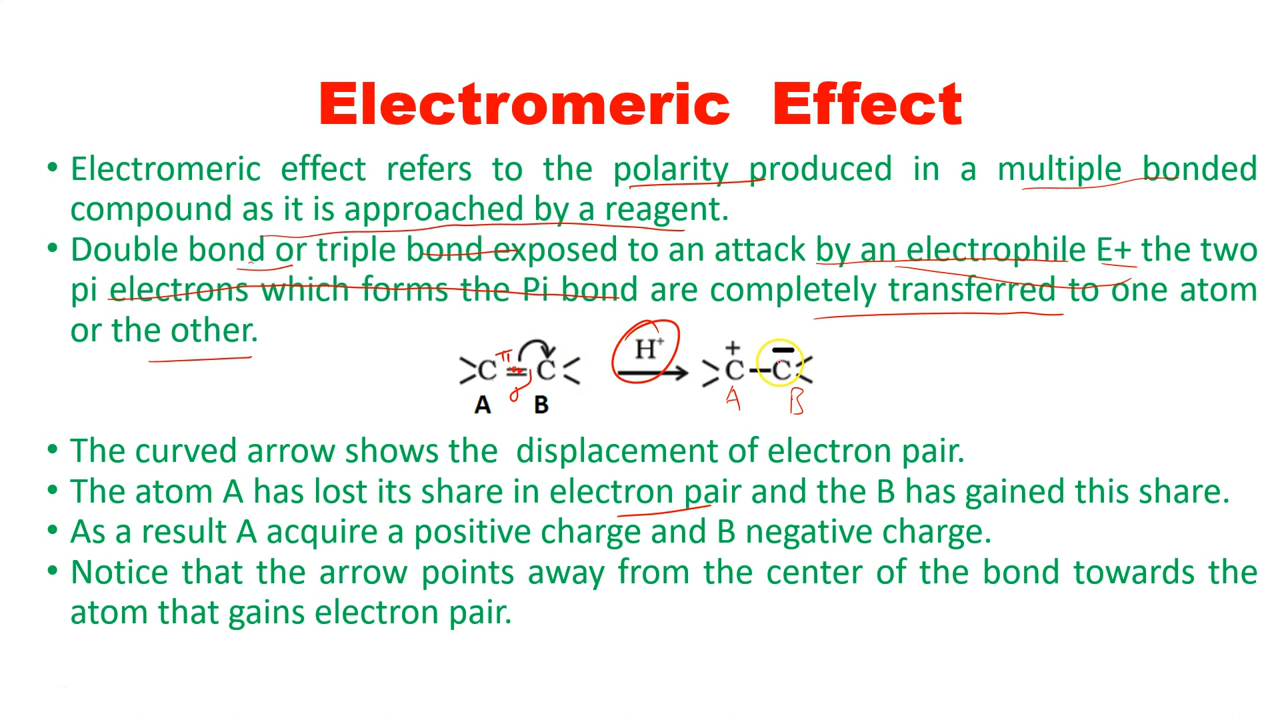 Electromeric Effect
• Electromeric effect refers to the polarity produced in a multiple bonded
compound as it is approached by a reagent.
• Double bond or triple bond exposed to an attack by an electrophile E+ the two
pi electrons which forms the Pi bond are completely transferred to one atom
or the other.
>C=C< H⁺ >C⁺–C⁻<
π
σ
A B A B
• The curved arrow shows the displacement of electron pair.
• The atom A has lost its share in electron pair and the B has gained this share.
• As a result A acquire a positive charge and B negative charge.
• Notice that the arrow points away from the center of the bond towards the
atom that gains electron pair.